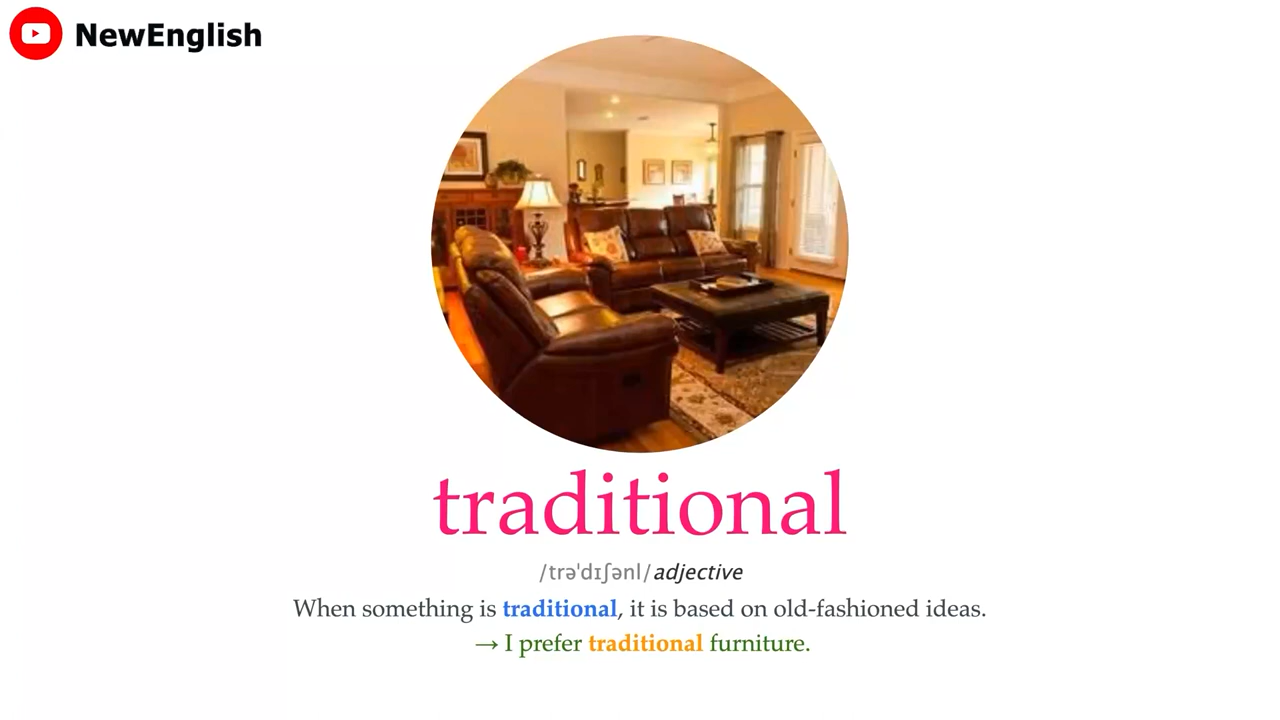 NewEnglish
traditional
/trəˈdɪʃənl/adjective
When something is traditional, it is based on old-fashioned ideas.
→ I prefer traditional furniture.